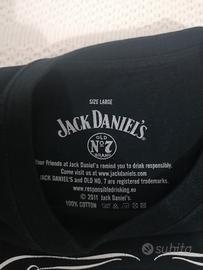 SIZE LARGE
JACK DANIEL'S
OLD
Nº7
BRAND
Your friends at Jack Daniel's remind you to drink responsibly.
Come visit us at www.jackdaniels.com
JACK DANIEL'S and OLD NO. 7 are registered trademarks.
www.responsibledrinking.eu
© 2011 Jack Daniel's.
100% COTTON
subito